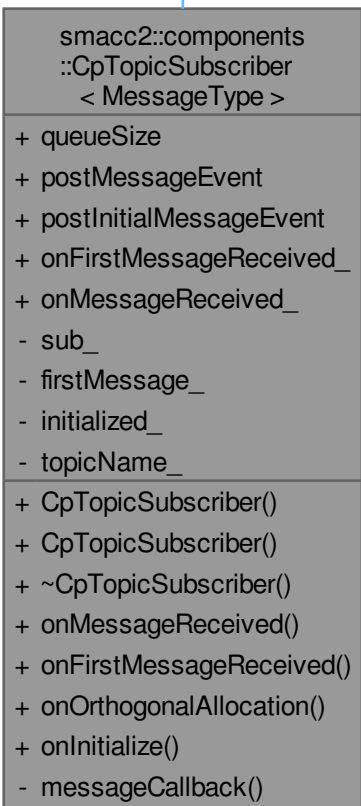 smacc2::components
::CpTopicSubscriber
< MessageType >
+ queueSize
+ postMessageEvent
+ postInitialMessageEvent
+ onFirstMessageReceived_
+ onMessageReceived_
- sub_
- firstMessage_
- initialized_
- topicName_
+ CpTopicSubscriber()
+ CpTopicSubscriber()
+ ~CpTopicSubscriber()
+ onMessageReceived()
+ onFirstMessageReceived()
+ onOrthogonalAllocation()
+ onInitialize()
- messageCallback()